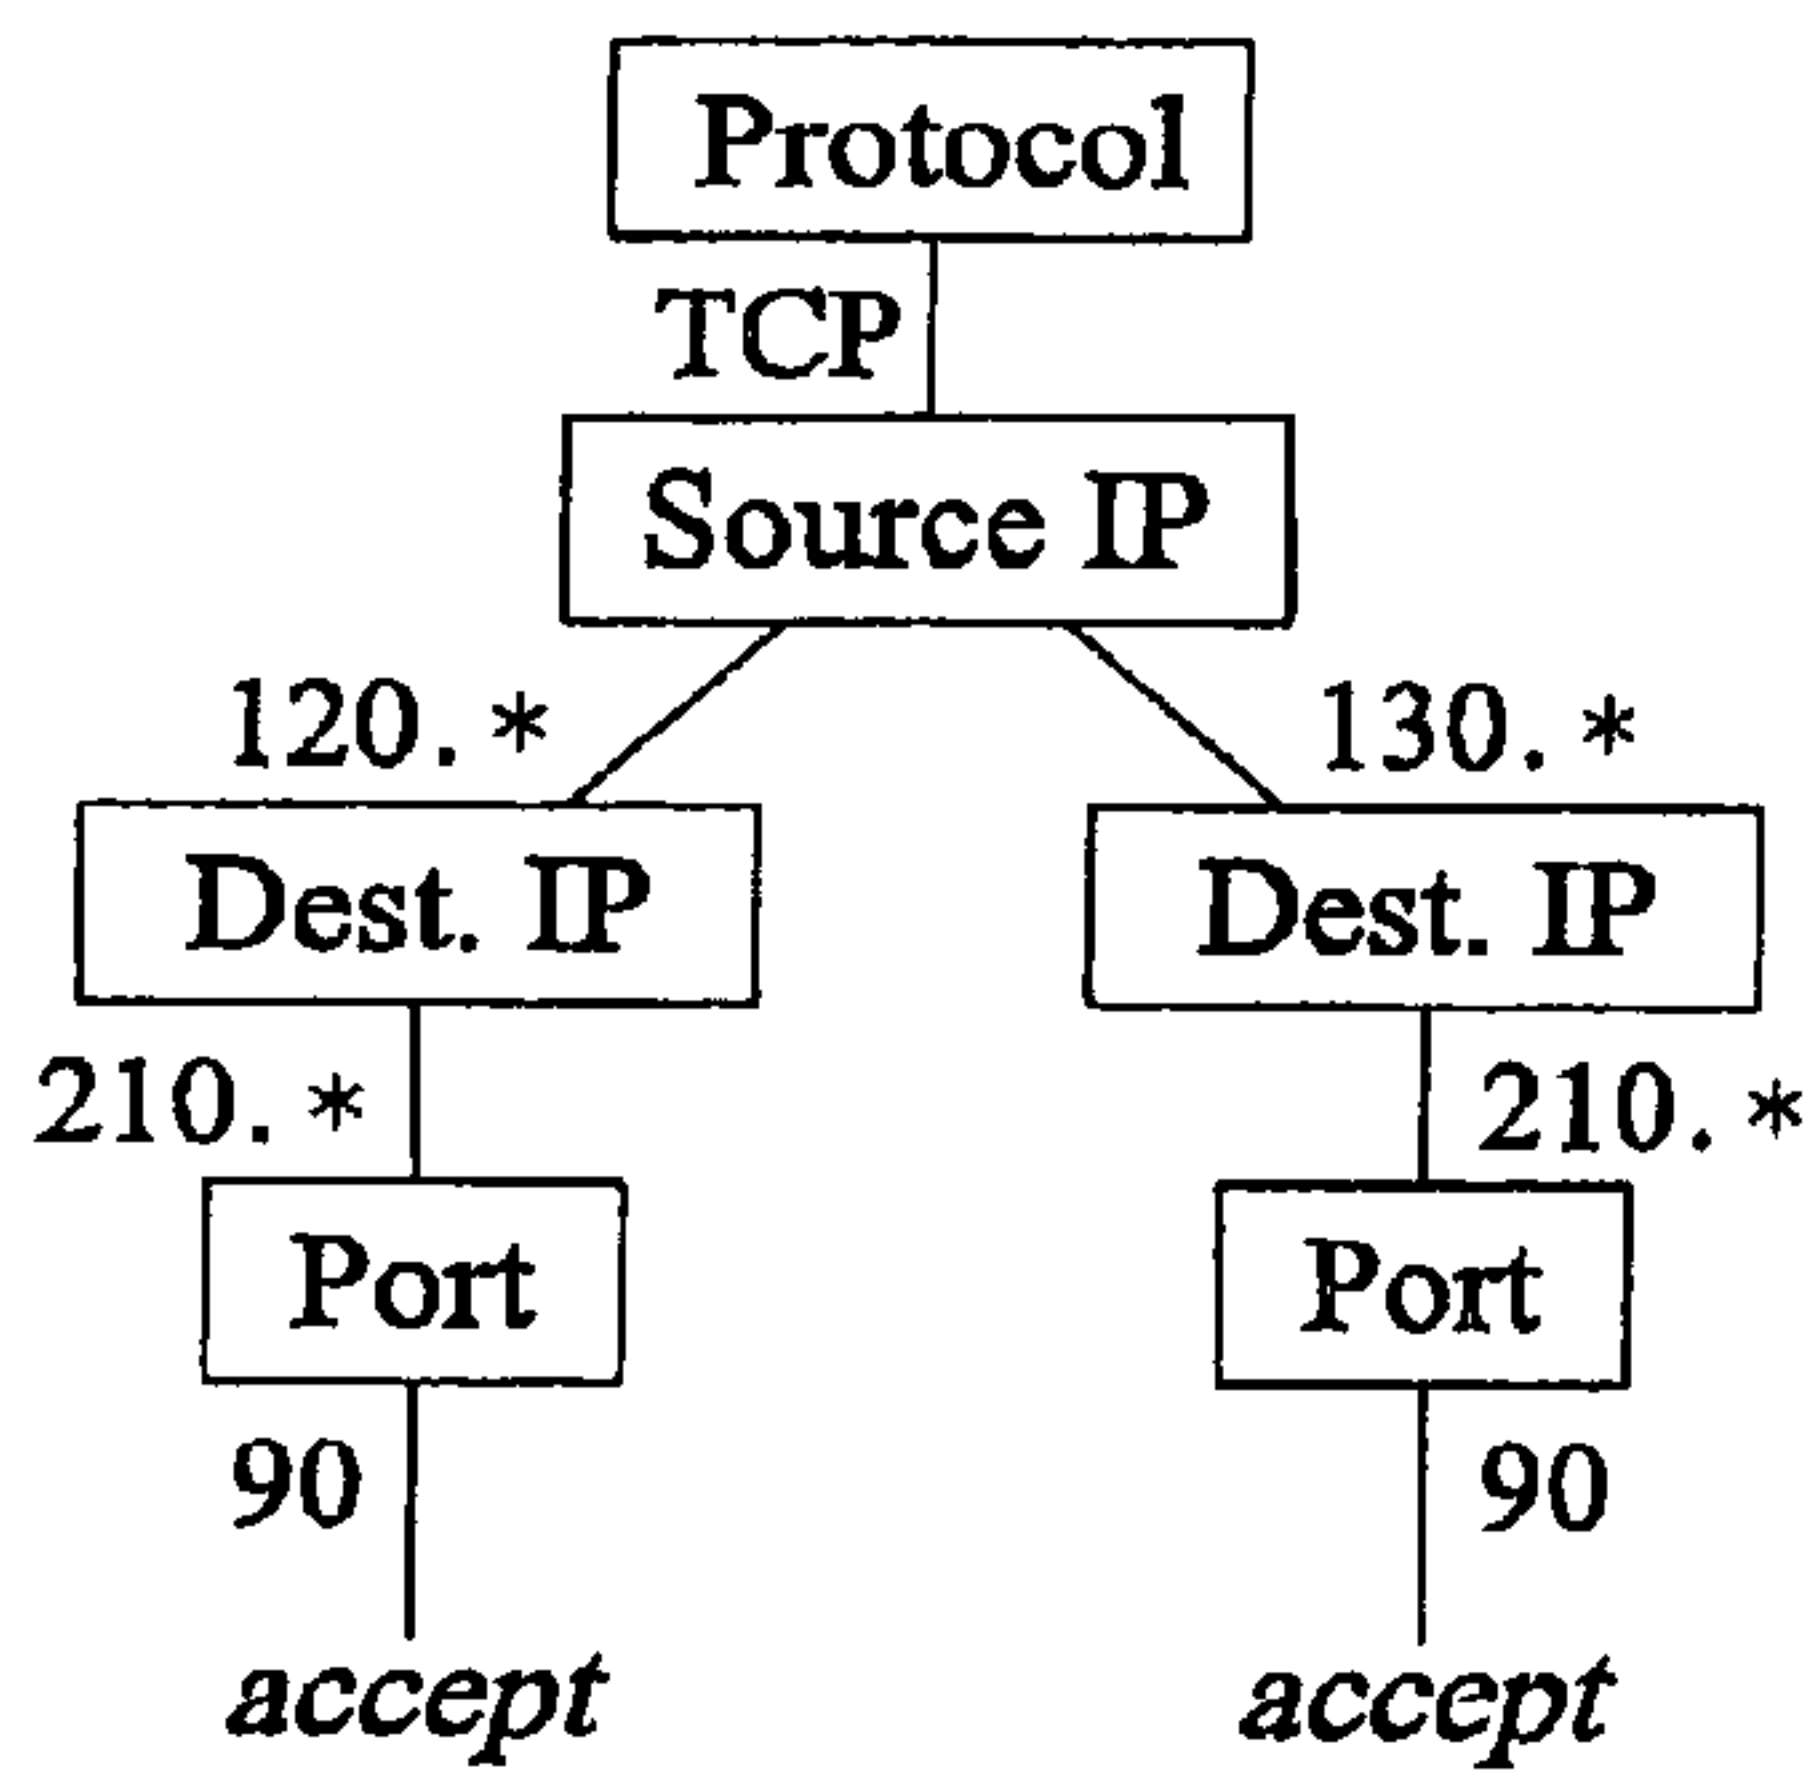 Protocol
TCP
Source IP
120. *
130. *
Dest. IP
Dest. IP
210. *
210. *
Port
Port
90
90
accept
accept